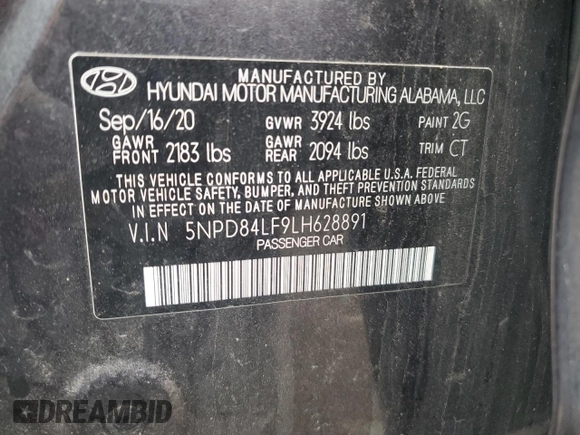 MANUFACTURED BY
HYUNDAI MOTOR MANUFACTURING ALABAMA, LLC
Sep/16/20 GVWR 3924 lbs PAINT 2G
GAWR FRONT 2183 lbs GAWR REAR 2094 lbs TRIM CT
THIS VEHICLE CONFORMS TO ALL APPLICABLE U.S.A. FEDERAL
MOTOR VEHICLE SAFETY, BUMPER, AND THEFT PREVENTION STANDARDS
IN EFFECT ON THE DATE OF MANUFACTURE SHOWN ABOVE.
V.I.N 5NPD84LF9LH628891
PASSENGER CAR
DREAMBID